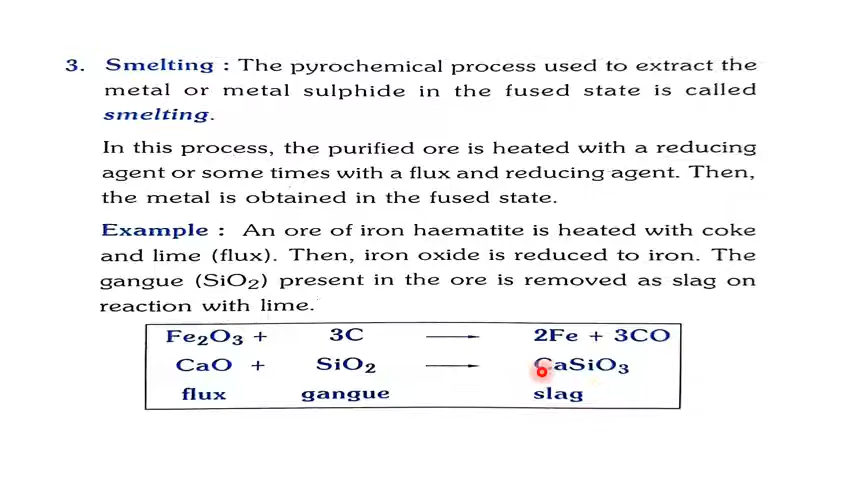 3. Smelting : The pyrochemical process used to extract the
metal or metal sulphide in the fused state is called
smelting.
In this process, the purified ore is heated with a reducing
agent or some times with a flux and reducing agent. Then,
the metal is obtained in the fused state.
Example : An ore of iron haematite is heated with coke
and lime (flux). Then, iron oxide is reduced to iron. The
gangue (SiO₂) present in the ore is removed as slag on
reaction with lime.
Fe₂O₃ + 3C ⟶ 2Fe + 3CO
CaO + SiO₂ ⟶ CaSiO₃
flux gangue slag